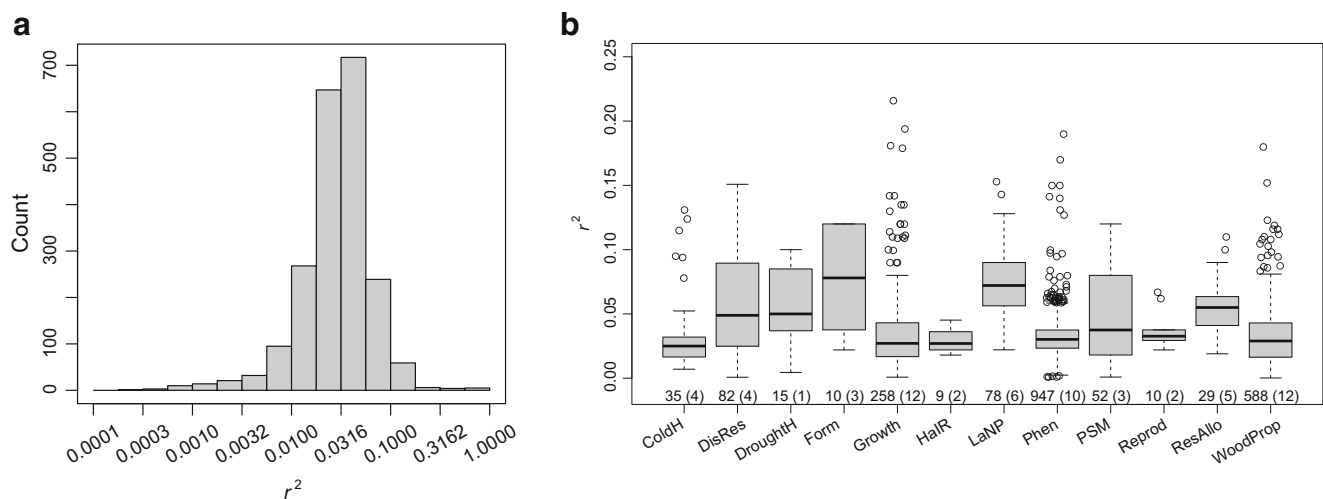 a
Count
700
500
300
100
0
0.0001
0.0003
0.0010
0.0032
0.0100
0.0316
0.1000
0.3162
1.0000
r²
b
r²
0.25
0.20
0.15
0.10
0.05
0.00
35 (4) 82 (4) 15 (1) 10 (3) 258 (12) 9 (2) 78 (6) 947 (10) 52 (3) 10 (2) 29 (5) 588 (12)
ColdH
DisRes
DroughtH
Form
Growth
HalR
LaNP
Phen
PSM
Reprod
ResAllo
WoodProp